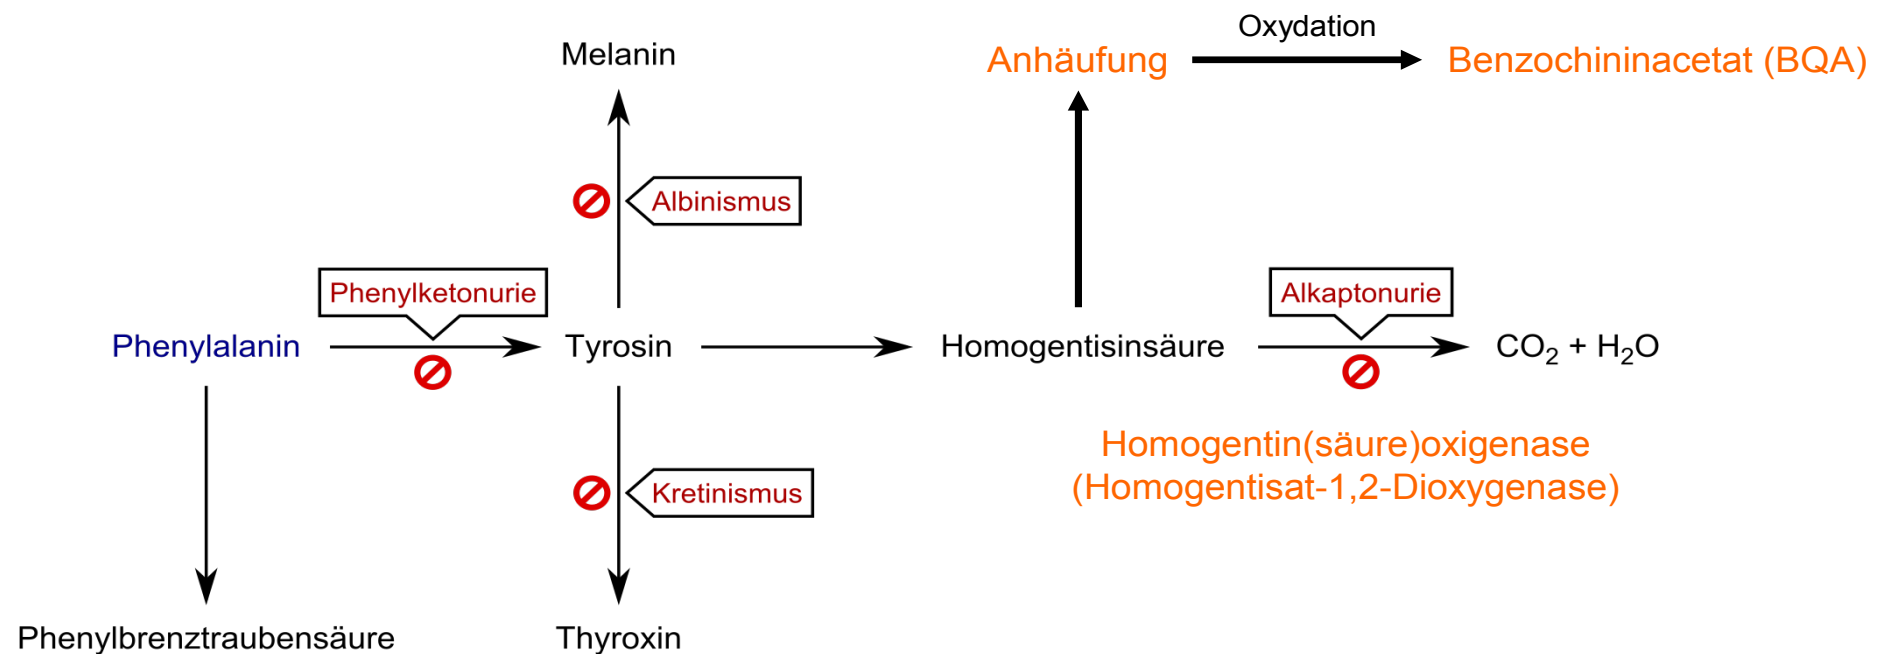 Oxydation
Melanin
Anhäufung
Benzochininacetat (BQA)
Albinismus
Phenylketonurie
Alkaptonurie
Phenylalanin
Tyrosin
Homogentisinsäure
CO₂ + H₂O
Homogentin(säure)oxigenase
(Homogentisat-1,2-Dioxygenase)
Kretinismus
Phenylbrenztraubensäure
Thyroxin